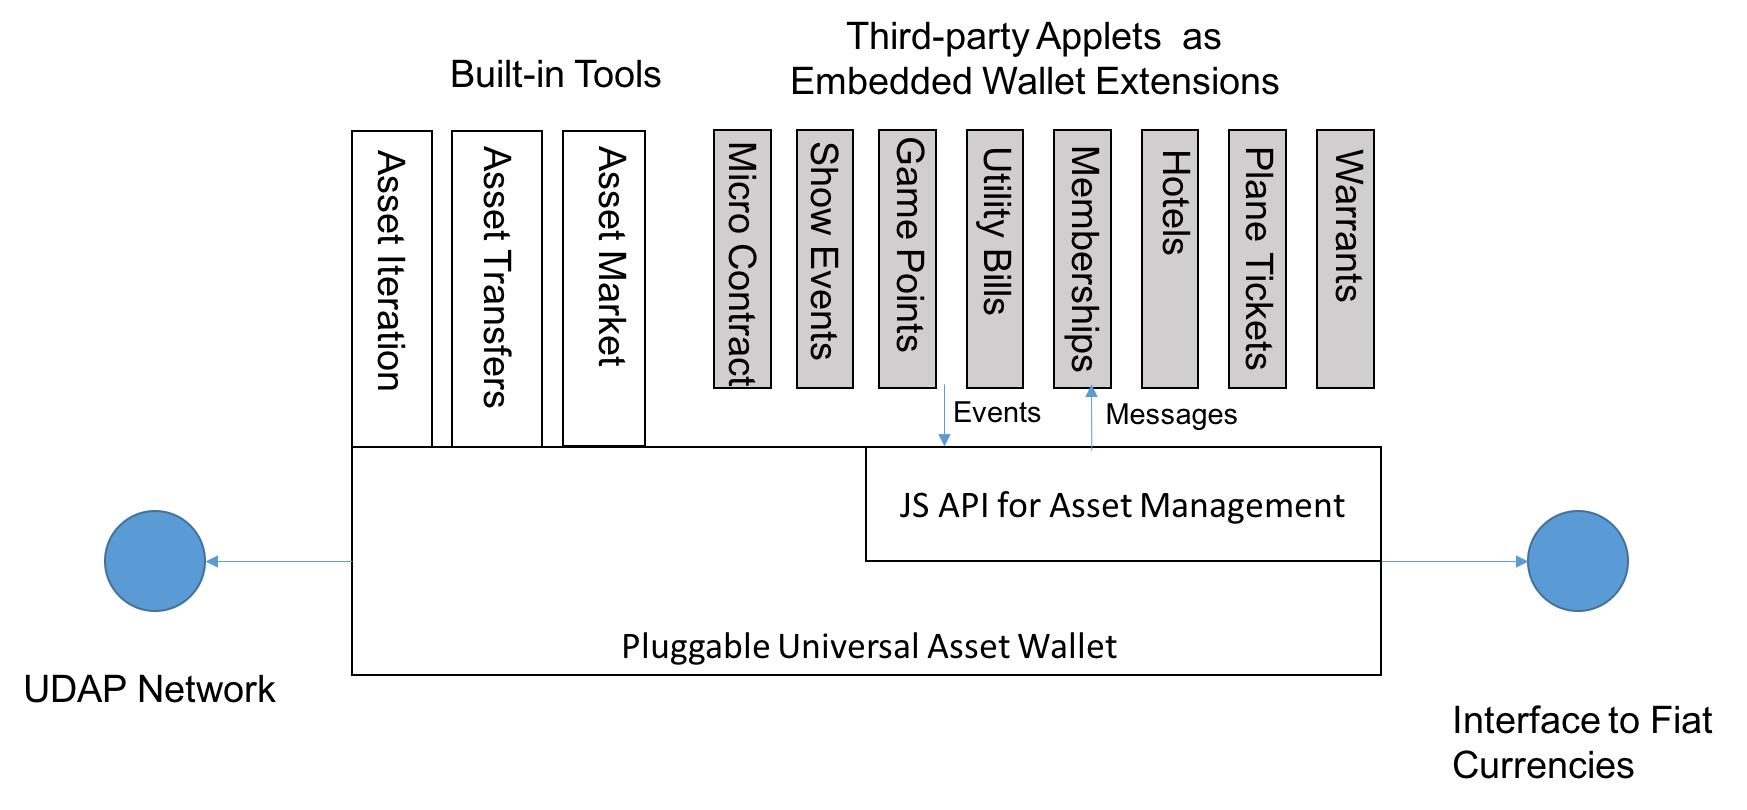 Third-party Applets as
Embedded Wallet Extensions
Built-in Tools
Asset Iteration
Asset Transfers
Asset Market
Micro Contract
Show Events
Game Points
Utility Bills
Memberships
Hotels
Plane Tickets
Warrants
Events
Messages
JS API for Asset Management
Pluggable Universal Asset Wallet
UDAP Network
Interface to Fiat
Currencies